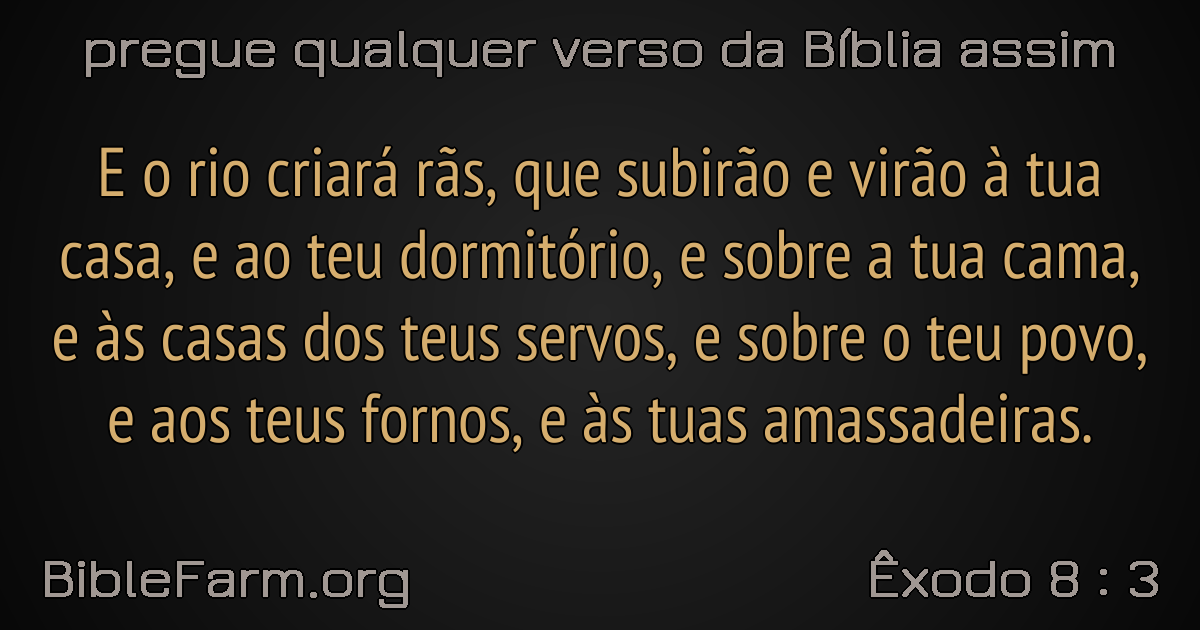 pregue qualquer verso da Bíblia assim
E o rio criará rãs, que subirão e virão à tua
casa, e ao teu dormitório, e sobre a tua cama,
e às casas dos teus servos, e sobre o teu povo,
e aos teus fornos, e às tuas amassadeiras.
BibleFarm.org
Êxodo 8 : 3